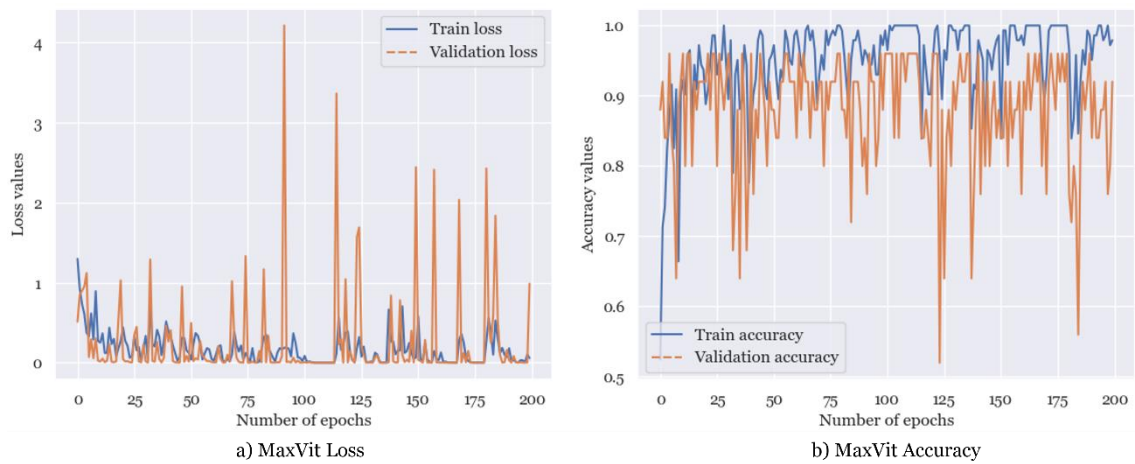 Train loss
Validation loss
4
3
2
1
0
Loss values
0 25 50 75 100 125 150 175 200
Number of epochs
a) MaxVit Loss
1.0
0.9
0.8
0.7
0.6
0.5
Accuracy values
Train accuracy
Validation accuracy
0 25 50 75 100 125 150 175 200
Number of epochs
b) MaxVit Accuracy